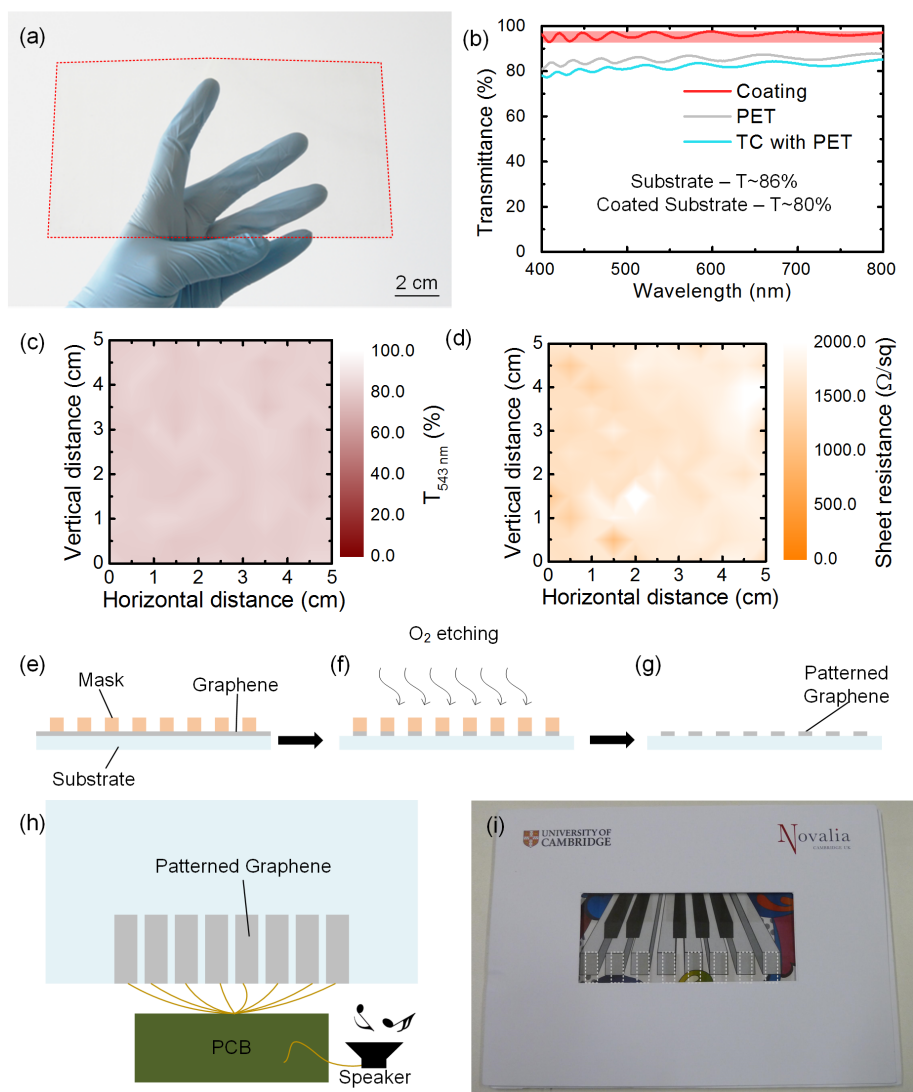 (a)
2 cm
(b)
Transmittance (%)
100
80
60
40
20
0
Coating
PET
TC with PET
Substrate – T~86%
Coated Substrate – T~80%
400
500
600
700
800
Wavelength (nm)
(c)
Vertical distance (cm)
5
4
3
2
1
0
0
1
2
3
4
5
Horizontal distance (cm)
100.0
80.0
60.0
40.0
20.0
0.0
T543 nm (%)
(d)
Vertical distance (cm)
5
4
3
2
1
0
0
1
2
3
4
5
Horizontal distance (cm)
2000.0
1500.0
1000.0
500.0
0.0
Sheet resistance (Ω/sq)
(e)
Mask
Graphene
Substrate
(f)
O2 etching
(g)
Patterned
Graphene
(h)
Patterned Graphene
PCB
Speaker
(i)
UNIVERSITY OF
CAMBRIDGE
Novalia
CAMBRIDGE UK